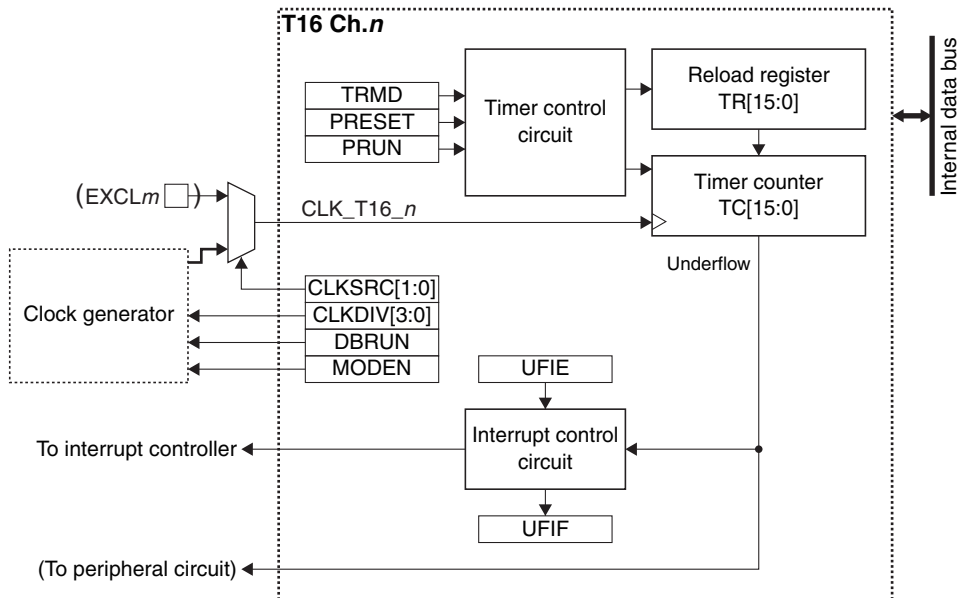 T16 Ch.n
TRMD
PRESET
PRUN
Timer control
circuit
Reload register
TR[15:0]
Timer counter
TC[15:0]
Internal data bus
(EXCLm )
CLK_T16_n
Underflow
Clock generator
CLKSRC[1:0]
CLKDIV[3:0]
DBRUN
MODEN
UFIE
Interrupt control
circuit
UFIF
To interrupt controller
(To peripheral circuit)